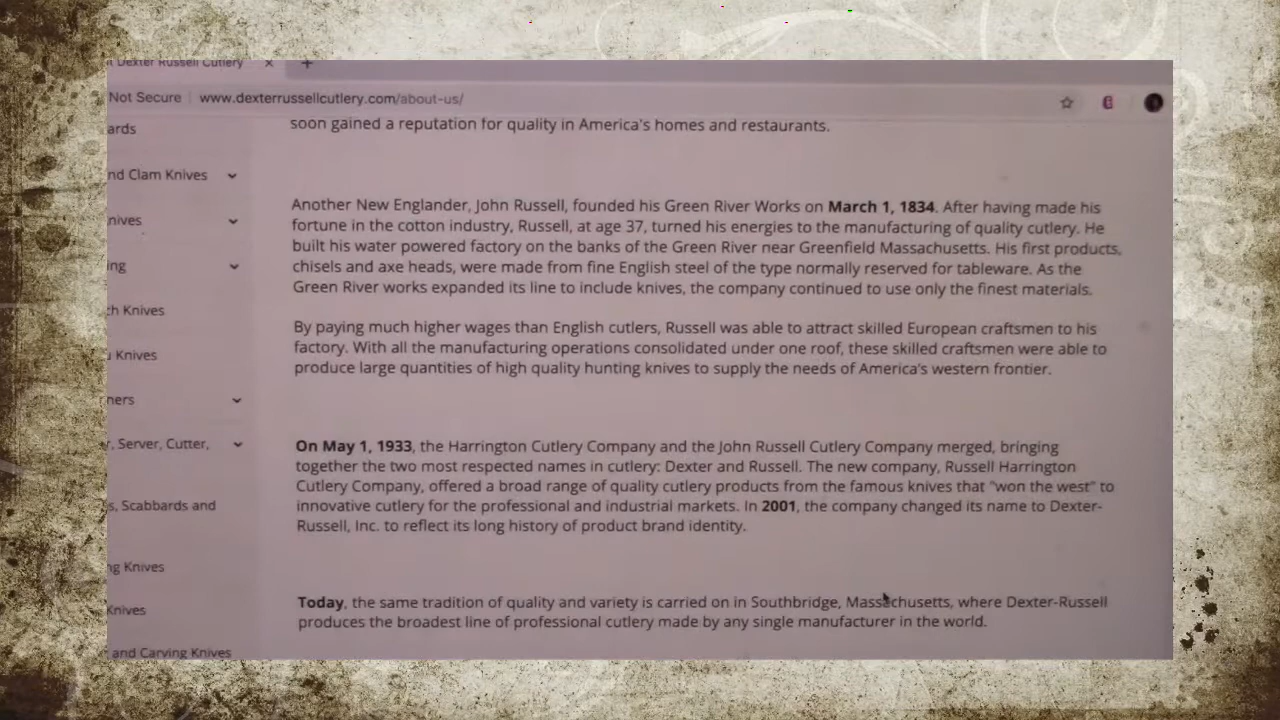 t Dexter Russell Cutlery × +
Not Secure www.dexterrussellcutlery.com/about-us/
ards
soon gained a reputation for quality in America's homes and restaurants.
nd Clam Knives
Another New Englander, John Russell, founded his Green River Works on March 1, 1834. After having made his
nives
fortune in the cotton industry, Russell, at age 37, turned his energies to the manufacturing of quality cutlery. He
built his water powered factory on the banks of the Green River near Greenfield Massachusetts. His first products,
ng
chisels and axe heads, were made from fine English steel of the type normally reserved for tableware. As the
Green River works expanded its line to include knives, the company continued to use only the finest materials.
ch Knives
By paying much higher wages than English cutlers, Russell was able to attract skilled European craftsmen to his
factory. With all the manufacturing operations consolidated under one roof, these skilled craftsmen were able to
Knives
produce large quantities of high quality hunting knives to supply the needs of America's western frontier.
ners
r, Server, Cutter,
On May 1, 1933, the Harrington Cutlery Company and the John Russell Cutlery Company merged, bringing
together the two most respected names in cutlery: Dexter and Russell. The new company, Russell Harrington
Cutlery Company, offered a broad range of quality cutlery products from the famous knives that "won the west" to
s, Scabbards and
innovative cutlery for the professional and industrial markets. In 2001, the company changed its name to Dexter-
Russell, Inc. to reflect its long history of product brand identity.
ng Knives
Knives
Today, the same tradition of quality and variety is carried on in Southbridge, Massachusetts, where Dexter-Russell
produces the broadest line of professional cutlery made by any single manufacturer in the world.
and Carving Knives